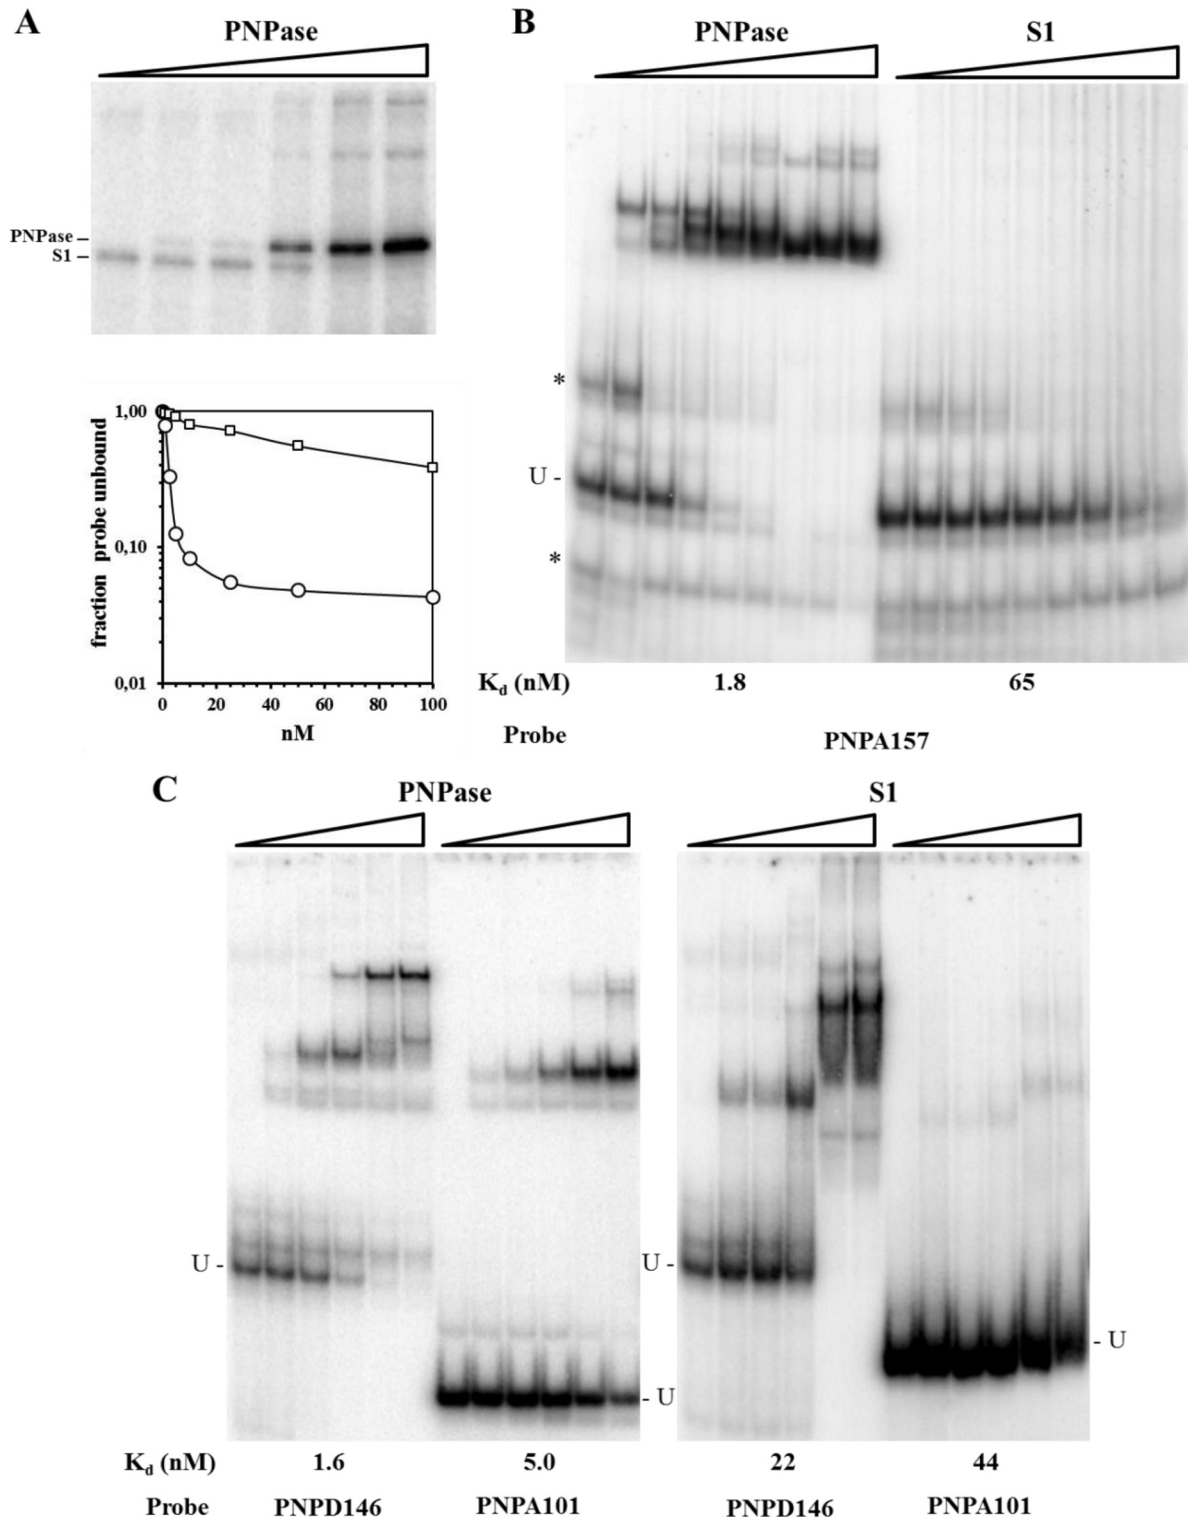 A
PNPase
PNPase –
S1 –
1,00
0,10
0,01
fraction probe unbound
0 20 40 60 80 100
nM
B
PNPase S1
*
U -
*
K_d (nM) 1.8 65
Probe PNPA157
C
PNPase S1
U - U -
- U - U
K_d (nM) 1.6 5.0 22 44
Probe PNPD146 PNPA101 PNPD146 PNPA101